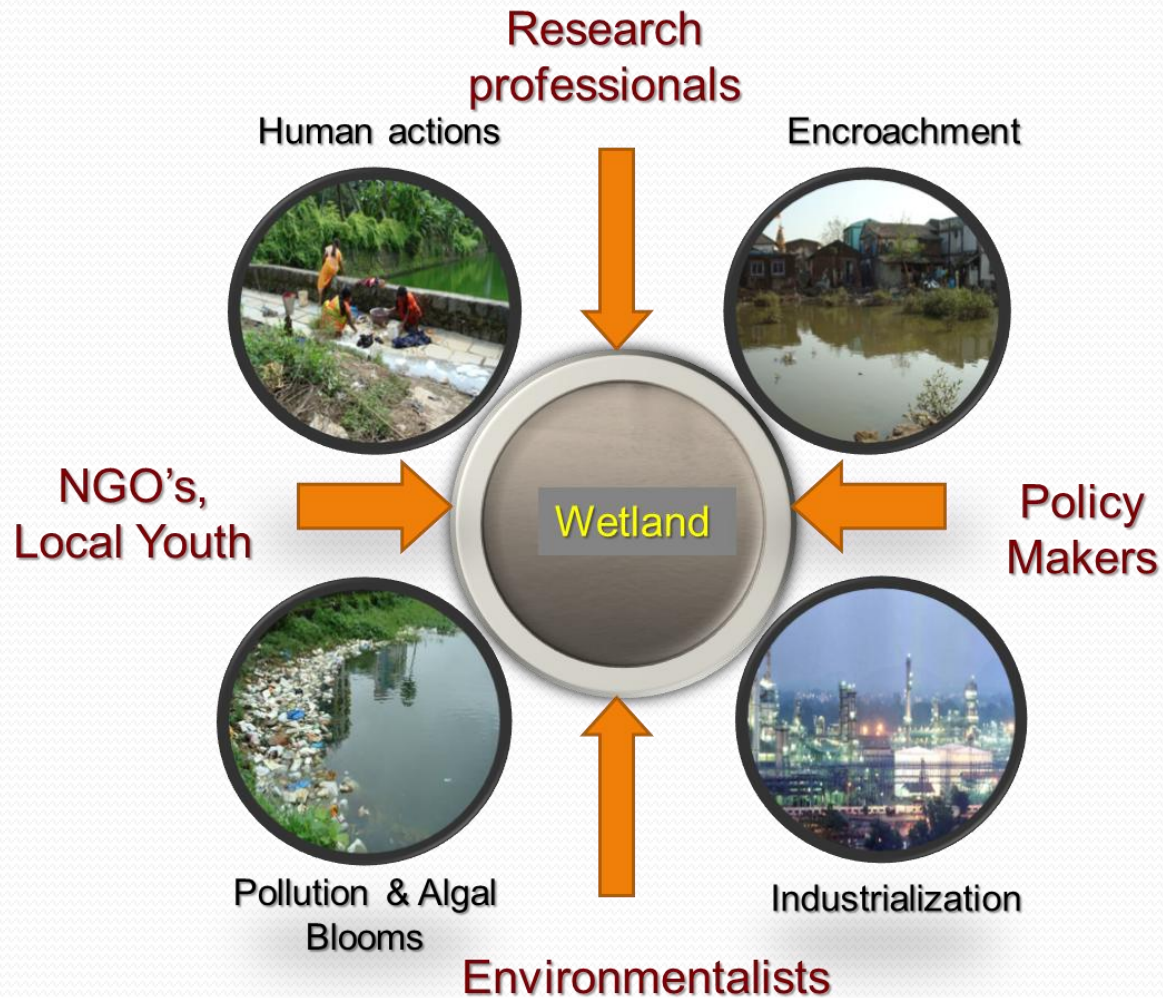 Research
professionals
Human actions
Encroachment
NGO’s,
Local Youth
Wetland
Policy
Makers
Pollution & Algal
Blooms
Industrialization
Environmentalists